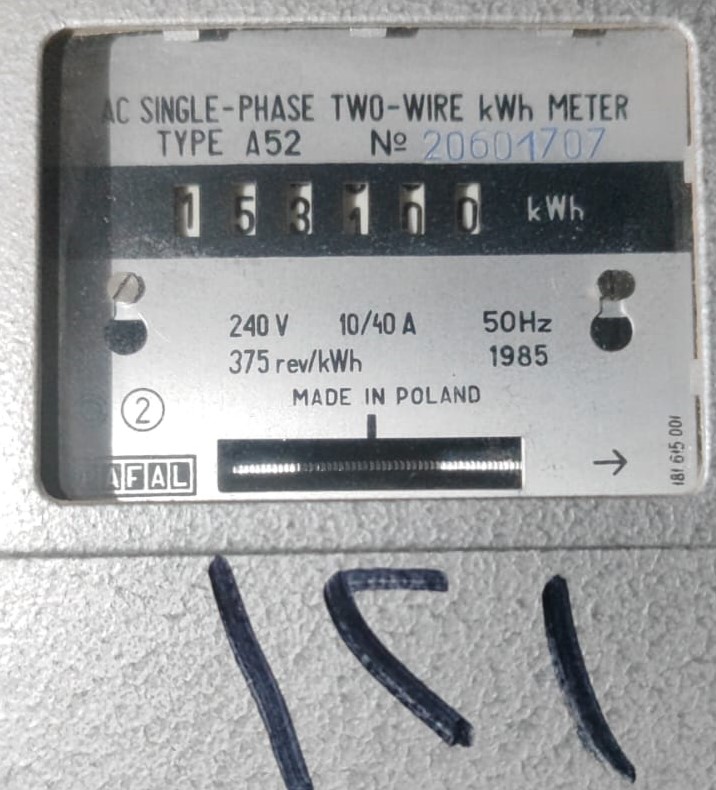 AC SINGLE-PHASE TWO-WIRE kWh METER
TYPE A52 Nº 20601707
153100 kWh
240 V 10/40 A 50Hz
375 rev/kWh 1985
MADE IN POLAND
2
AFAL
181 615 001
١٢١